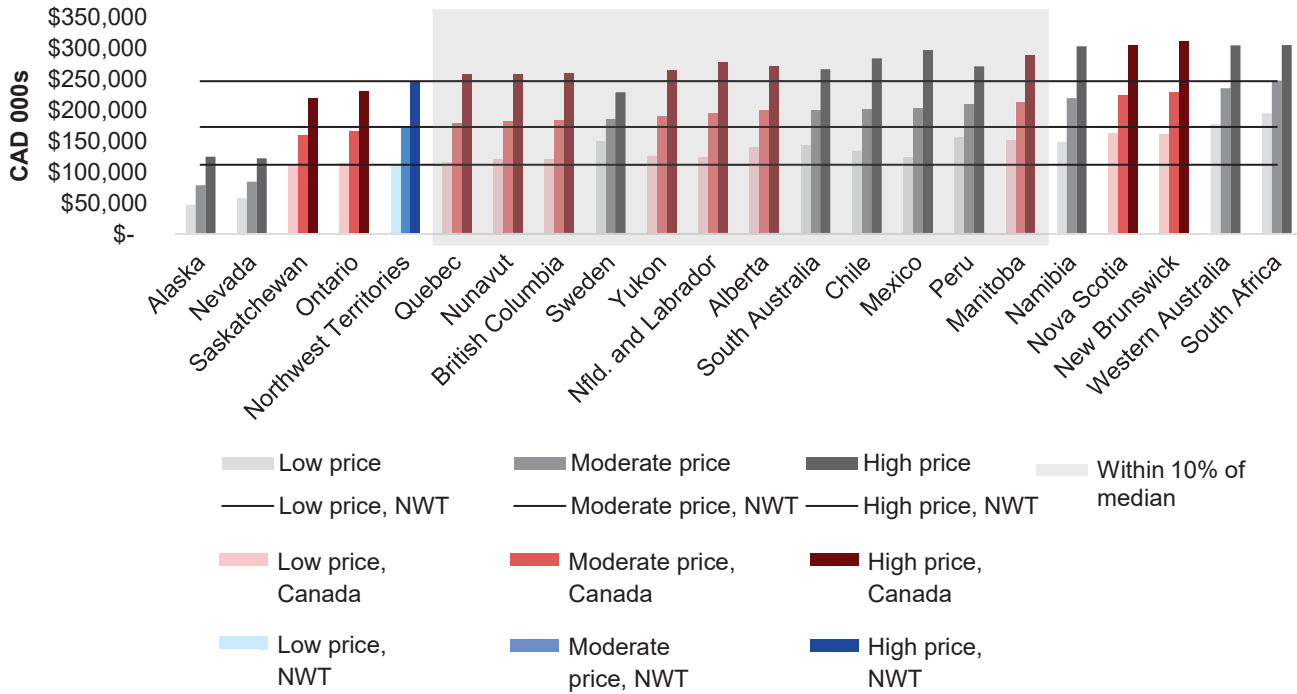 $350,000
$300,000
$250,000
$200,000
$150,000
$100,000
$50,000
$-
CAD 000s
Alaska
Nevada
Saskatchewan
Ontario
Northwest Territories
Quebec
Nunavut
British Columbia
Sweden
Yukon
Nfld. and Labrador
Alberta
South Australia
Chile
Mexico
Peru
Manitoba
Namibia
Nova Scotia
New Brunswick
Western Australia
South Africa
Low price
Moderate price
High price
Within 10% of
median
Low price, NWT
Moderate price, NWT
High price, NWT
Low price,
Canada
Moderate price,
Canada
High price,
Canada
Low price,
NWT
Moderate
price, NWT
High price,
NWT